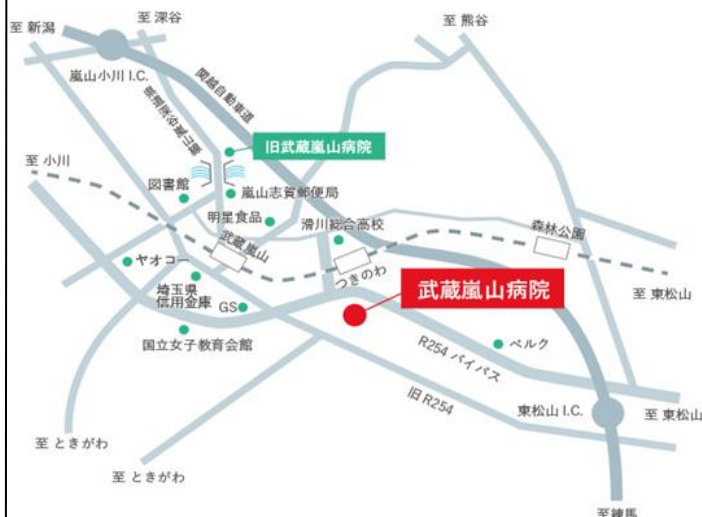 至 新潟
至 深谷
至 熊谷
嵐山小川 I.C.
関越自動車道
旧武蔵嵐山病院
至 小川
図書館
嵐山志賀郵便局
明星食品
滑川総合高校
森林公園
武蔵嵐山
つきのわ
ヤオコー
埼玉県
信用金庫
GS
武蔵嵐山病院
至 東松山
国立女子教育会館
R254 バイパス
ベルク
旧 R254
東松山 I.C.
至 東松山
至 ときがわ
至 ときがわ
至練馬